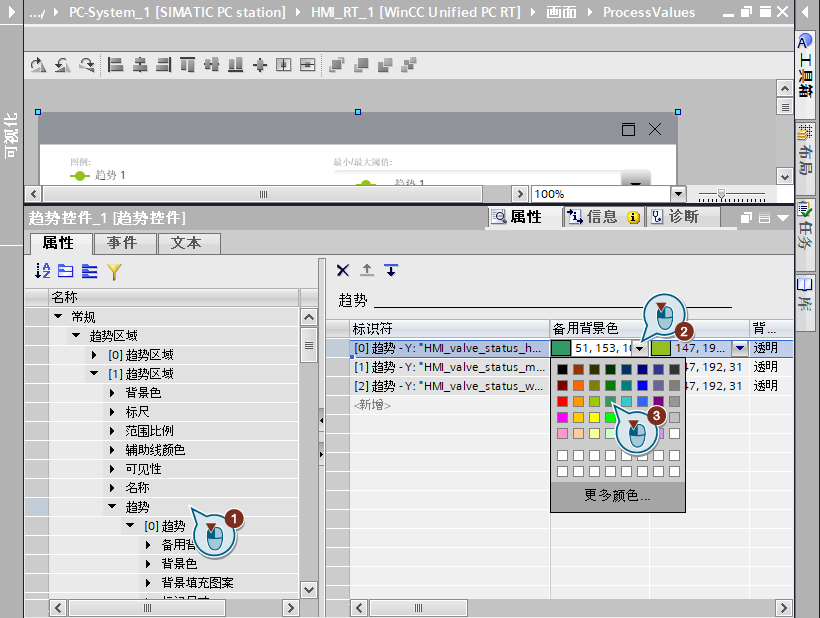 .../ ▸ PC-System_1 [SIMATIC PC station] ▸ HMI_RT_1 [WinCC Unified PC RT] ▸ 画面 ▸ ProcessValues
工具箱
布局
任务
库
可视化
图例:
趋势 1
最小/最大阈值:
趋势 1
100%
趋势控件_1 [趋势控件]
属性
信息
诊断
属性
事件
文本
名称
常规
趋势区域
[0] 趋势区域
[1] 趋势区域
背景色
标尺
范围比例
辅助线颜色
可见性
名称
趋势
[0] 趋势
备用背
背景色
背景填充图案
趋势
标识符 备用背景色 背...
[0] 趋势 - Y: "HMI_valve_status_h... 51, 153, 10 147, 19... 透明
[1] 趋势 - Y: "HMI_valve_status_m... 47, 192, 31 透明
[2] 趋势 - Y: "HMI_valve_status_w... 47, 192, 31 透明
<新增>
更多颜色...
1
2
3